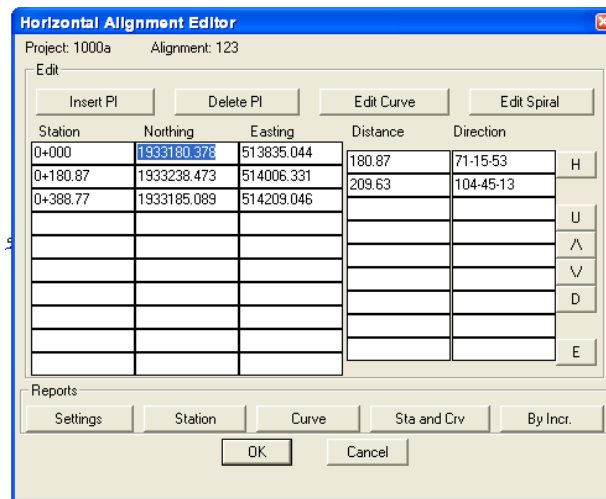 Horizontal Alignment Editor
Project: 1000a Alignment: 123
Edit
Insert PI Delete PI Edit Curve Edit Spiral
Station Northing Easting Distance Direction
0+000 1933180.378 513835.044 180.87 71-15-53 H
0+180.87 1933238.473 514006.331 209.63 104-45-13
0+388.77 1933185.089 514209.046
U
/\
\/
D
E
Reports
Settings Station Curve Sta and Crv By Incr.
OK Cancel